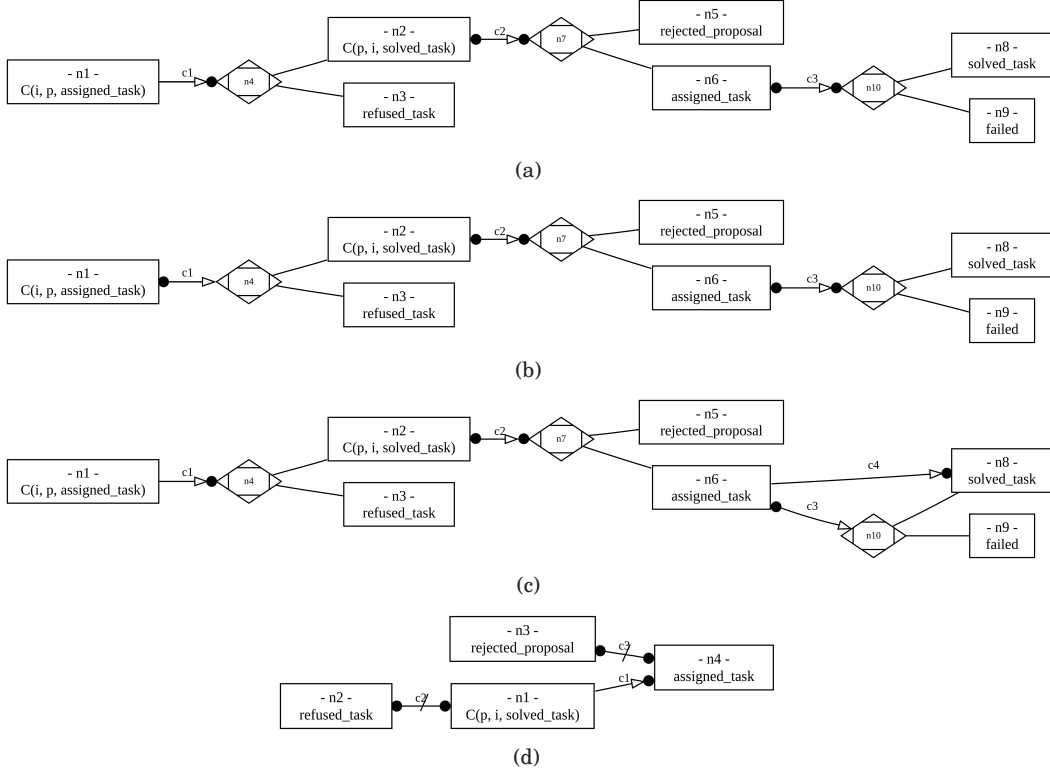 - n5 -
rejected_proposal
- n2 -
C(p, i, solved_task)
c2
n7
- n8 -
solved_task
- n1 -
C(i, p, assigned_task)
c1
n4
- n6 -
assigned_task
c3
n10
- n3 -
refused_task
- n9 -
failed
(a)
- n5 -
rejected_proposal
- n2 -
C(p, i, solved_task)
c2
n7
- n8 -
solved_task
- n1 -
C(i, p, assigned_task)
c1
n4
- n6 -
assigned_task
c3
n10
- n3 -
refused_task
- n9 -
failed
(b)
- n5 -
rejected_proposal
- n2 -
C(p, i, solved_task)
c2
n7
- n8 -
solved_task
c4
- n1 -
C(i, p, assigned_task)
c1
n4
- n6 -
assigned_task
c3
n10
- n3 -
refused_task
- n9 -
failed
(c)
- n3 -
rejected_proposal
c3
- n4 -
assigned_task
c1
- n2 -
refused_task
c2
- n1 -
C(p, i, solved_task)
(d)